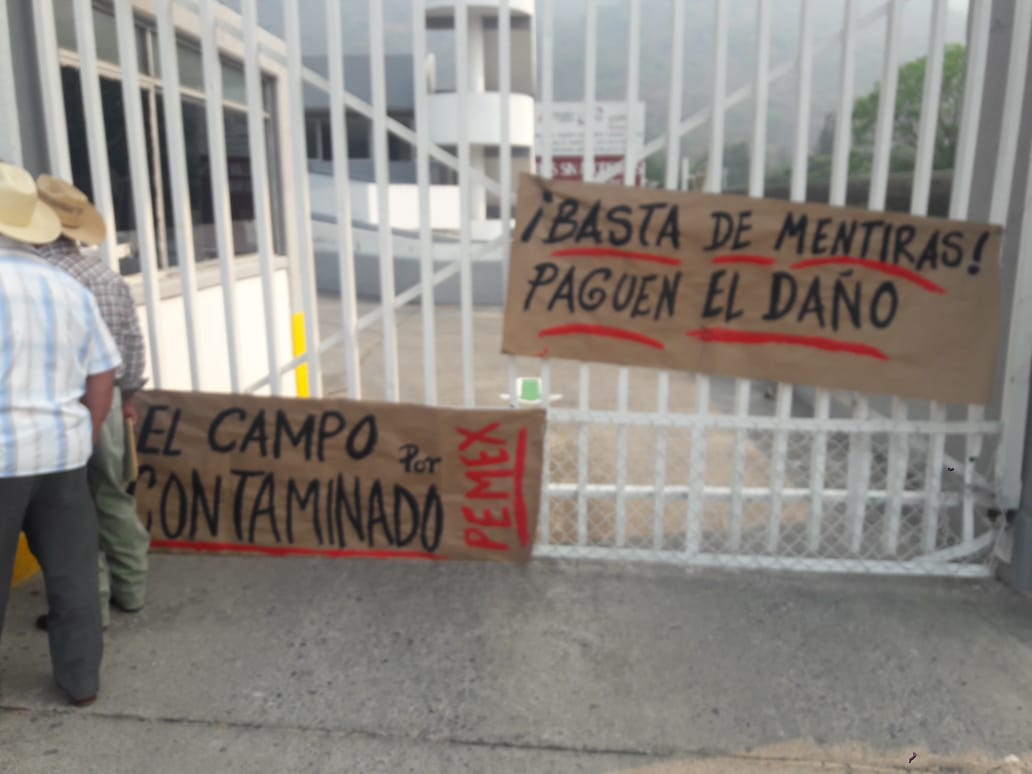 ¡BASTA DE MENTIRAS!
PAGUEN EL DAÑO
EL CAMPO
CONTAMINADO
Por
PEMEX